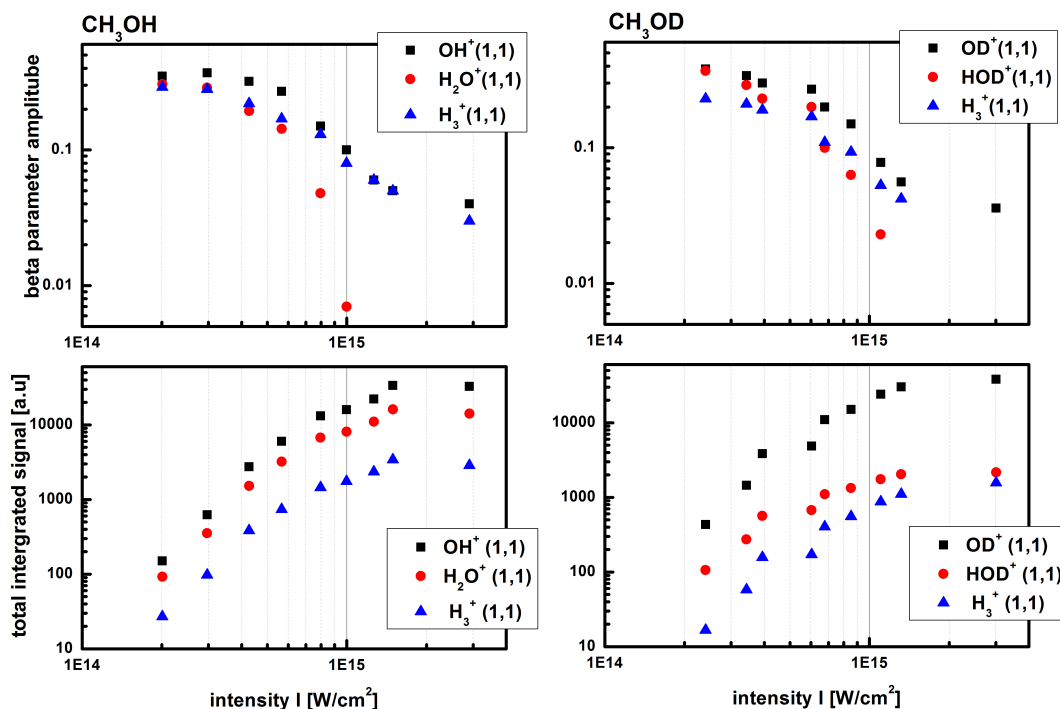 CH₃OH
OH⁺(1,1)
H₂O⁺(1,1)
H₃⁺(1,1)
beta parameter amplitube
0.1
0.01
1E14
1E15
CH₃OD
OD⁺(1,1)
HOD⁺(1,1)
H₃⁺(1,1)
0.1
0.01
1E14
1E15
total intergrated signal [a.u]
10000
1000
100
10
OH⁺ (1,1)
H₂O⁺ (1,1)
H₃⁺ (1,1)
1E14
1E15
intensity I [W/cm²]
10000
1000
100
10
OD⁺ (1,1)
HOD⁺ (1,1)
H₃⁺ (1,1)
1E14
1E15
intensity I [W/cm²]